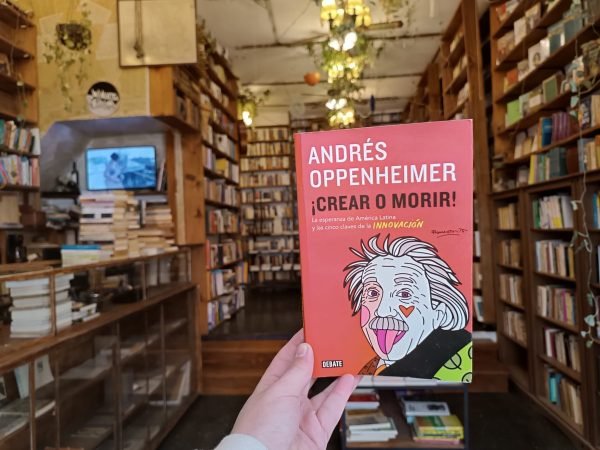 ANDRÉS
OPPENHEIMER
¡CREAR O MORIR!
La esperanza de América Latina
y las cinco claves de la INNOVACIÓN
DEBATE